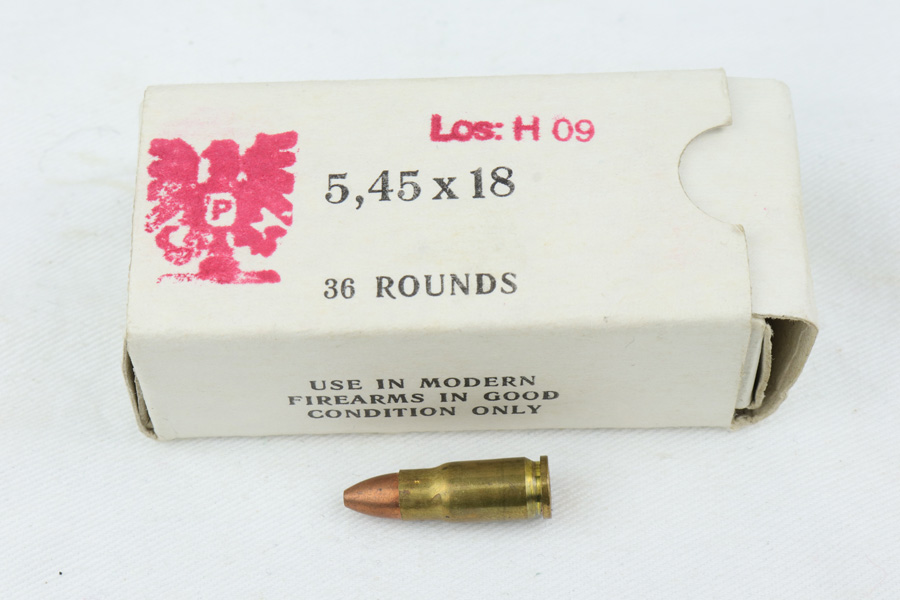 Los: H 09
P
5,45 x 18
36 ROUNDS
USE IN MODERN
FIREARMS IN GOOD
CONDITION ONLY